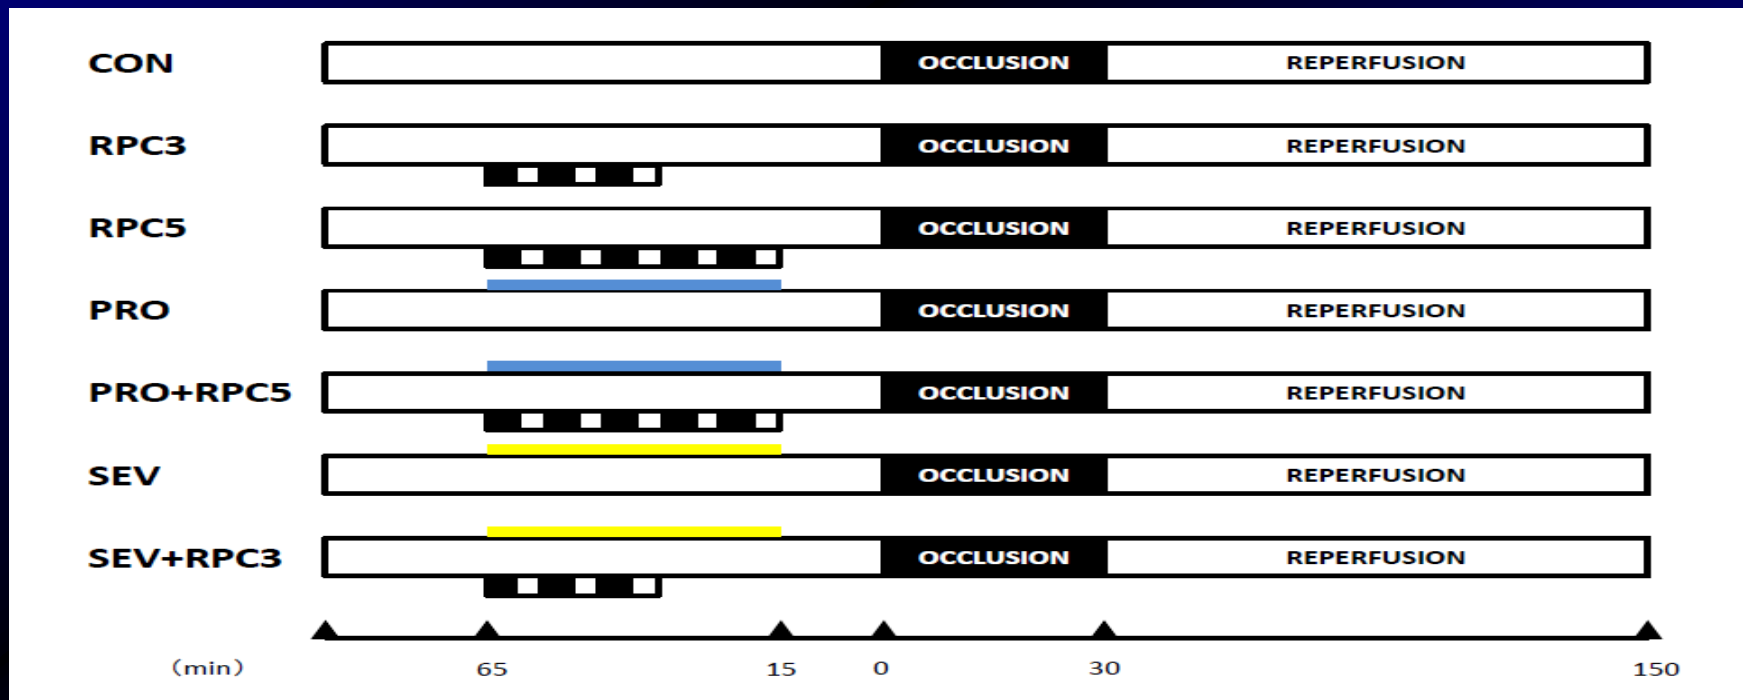 CON OCCLUSION REPERFUSION
RPC3 OCCLUSION REPERFUSION
RPC5 OCCLUSION REPERFUSION
PRO OCCLUSION REPERFUSION
PRO+RPC5 OCCLUSION REPERFUSION
SEV OCCLUSION REPERFUSION
SEV+RPC3 OCCLUSION REPERFUSION
(min) 65 15 0 30 150